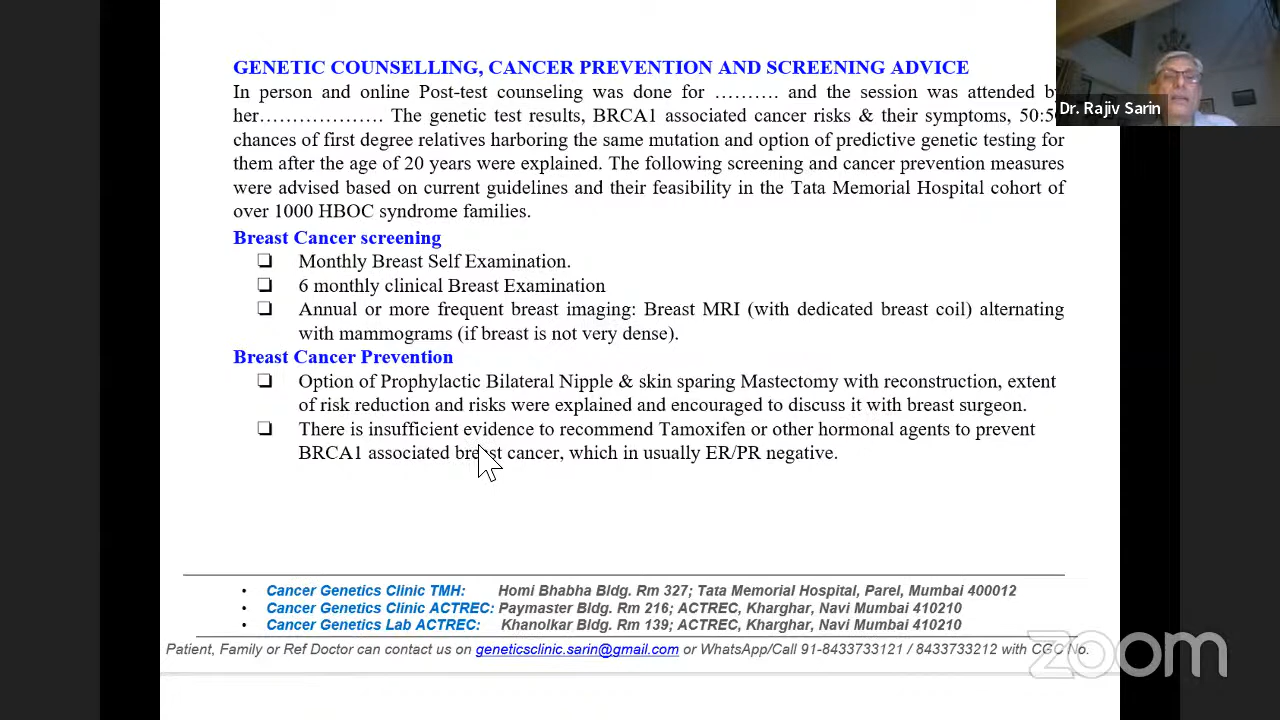 GENETIC COUNSELLING, CANCER PREVENTION AND SCREENING ADVICE
In person and online Post-test counseling was done for ………. and the session was attended
her………………. The genetic test results, BRCA1 associated cancer risks & their symptoms,
chances of first degree relatives harboring the same mutation and option of predictive genetic testing for
them after the age of 20 years were explained. The following screening and cancer prevention measures
were advised based on current guidelines and their feasibility in the Tata Memorial Hospital cohort of
over 1000 HBOC syndrome families.
Breast Cancer screening
❏ Monthly Breast Self Examination.
❏ 6 monthly clinical Breast Examination
❏ Annual or more frequent breast imaging: Breast MRI (with dedicated breast coil) alternating
with mammograms (if breast is not very dense).
Breast Cancer Prevention
❏ Option of Prophylactic Bilateral Nipple & skin sparing Mastectomy with reconstruction, extent
of risk reduction and risks were explained and encouraged to discuss it with breast surgeon.
❏ There is insufficient evidence to recommend Tamoxifen or other hormonal agents to prevent
BRCA1 associated breast cancer, which in usually ER/PR negative.
• Cancer Genetics Clinic TMH: Homi Bhabha Bldg. Rm 327; Tata Memorial Hospital, Parel, Mumbai 400012
• Cancer Genetics Clinic ACTREC: Paymaster Bldg. Rm 216; ACTREC, Kharghar, Navi Mumbai 410210
• Cancer Genetics Lab ACTREC: Khanolkar Bldg. Rm 139; ACTREC, Kharghar, Navi Mumbai 410210
Patient, Family or Ref Doctor can contact us on geneticsclinic.sarin@gmail.com or WhatsApp/Call 91-8433733121 / 8433733212 with CGC No.
Dr. Rajiv Sarin
zoom